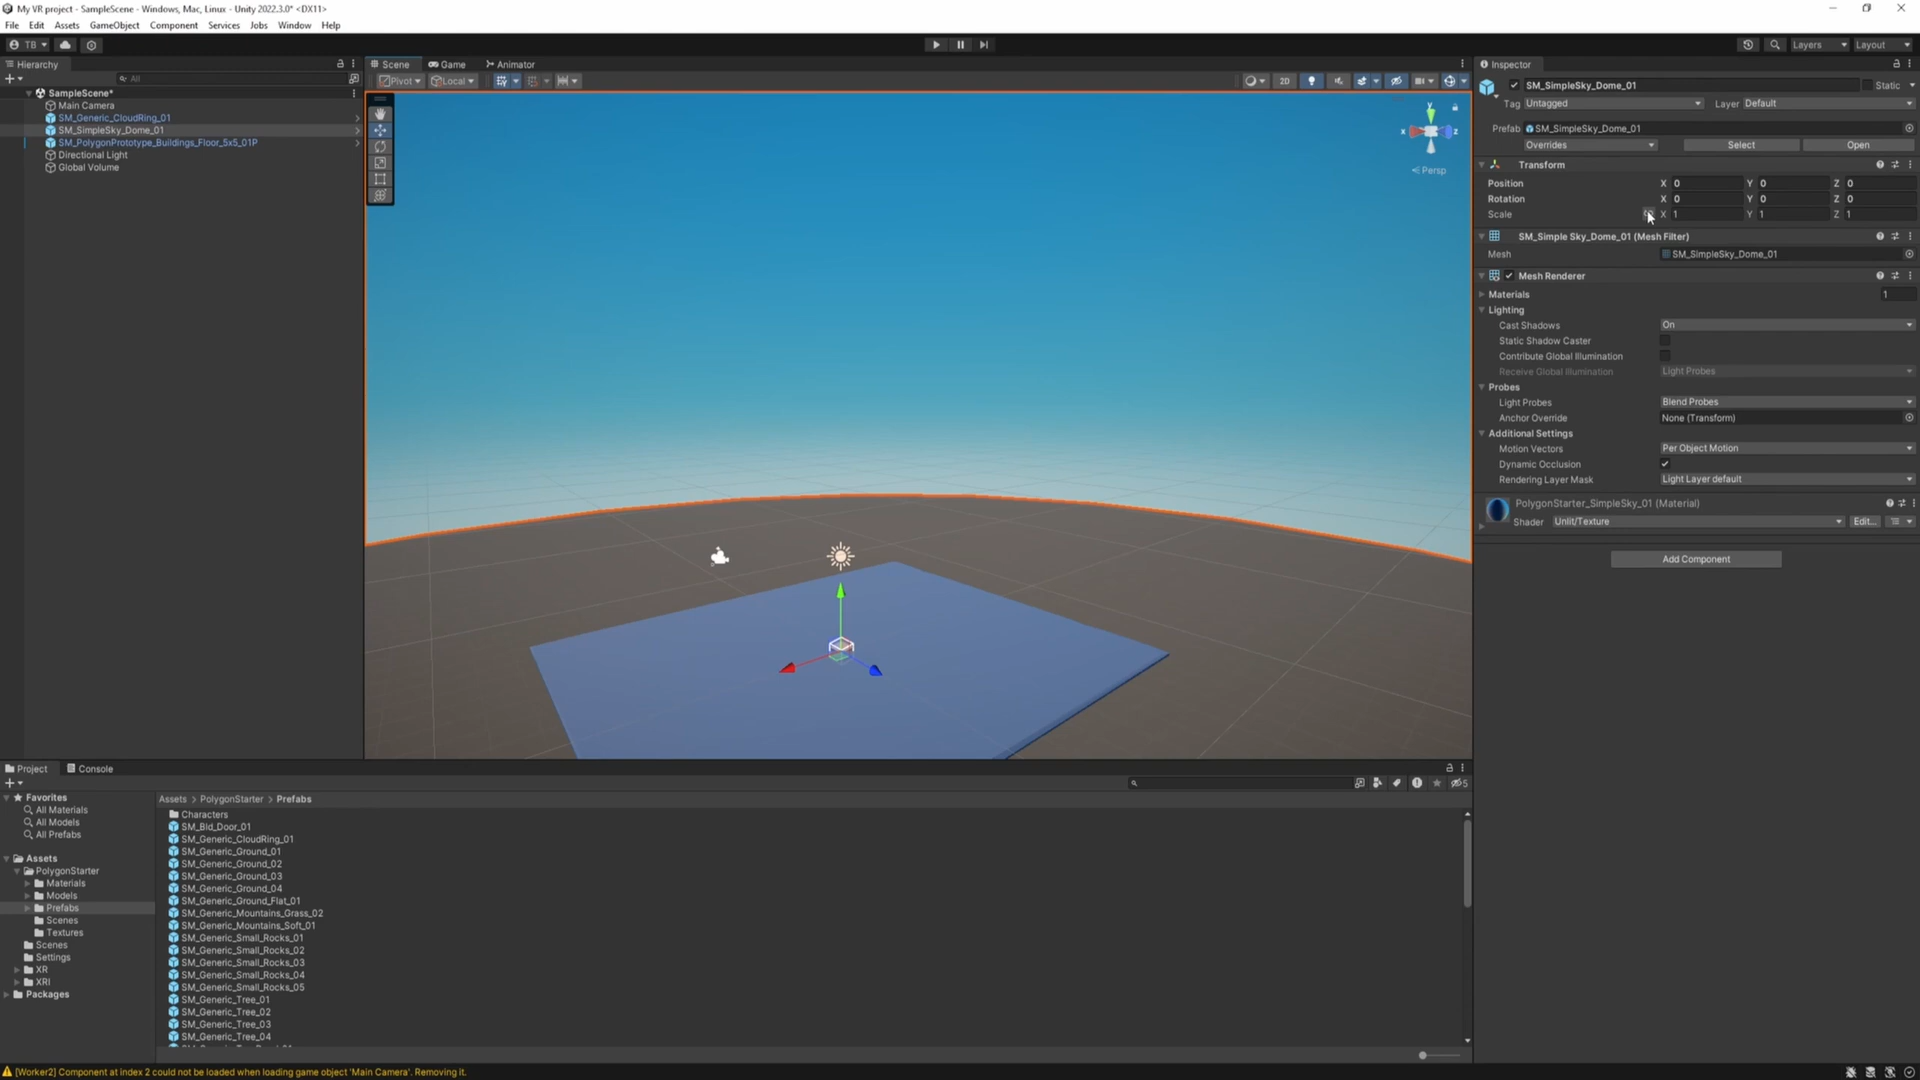 My VR project - SampleScene - Windows, Mac, Linux - Unity 2022.3.0* <DX11>
File Edit Assets GameObject Component Services Jobs Window Help
TB Layers Layout
Hierarchy
All
SampleScene*
Main Camera
SM_Generic_CloudRing_01
SM_SimpleSky_Dome_01
SM_PolygonPrototype_Buildings_Floor_5x5_01P
Directional Light
Global Volume
Scene Game Animator
Pivot Local 2D
y
x z
Persp
Inspector
SM_SimpleSky_Dome_01 Static
Tag Untagged Layer Default
Prefab SM_SimpleSky_Dome_01
Overrides Select Open
Transform
Position X 0 Y 0 Z 0
Rotation X 0 Y 0 Z 0
Scale X 1 Y 1 Z 1
SM_Simple Sky_Dome_01 (Mesh Filter)
Mesh SM_SimpleSky_Dome_01
Mesh Renderer
Materials 1
Lighting
Cast Shadows On
Static Shadow Caster
Contribute Global Illumination
Receive Global Illumination Light Probes
Probes
Light Probes Blend Probes
Anchor Override None (Transform)
Additional Settings
Motion Vectors Per Object Motion
Dynamic Occlusion
Rendering Layer Mask Light Layer default
PolygonStarter_SimpleSky_01 (Material)
Shader Unlit/Texture Edit...
Add Component
Project Console
5
Favorites
All Materials
All Models
All Prefabs
Assets
PolygonStarter
Materials
Models
Prefabs
Scenes
Textures
Scenes
Settings
XR
XRI
Packages
Assets > PolygonStarter > Prefabs
Characters
SM_Bld_Door_01
SM_Generic_CloudRing_01
SM_Generic_Ground_01
SM_Generic_Ground_02
SM_Generic_Ground_03
SM_Generic_Ground_04
SM_Generic_Ground_Flat_01
SM_Generic_Mountains_Grass_02
SM_Generic_Mountains_Soft_01
SM_Generic_Small_Rocks_01
SM_Generic_Small_Rocks_02
SM_Generic_Small_Rocks_03
SM_Generic_Small_Rocks_04
SM_Generic_Small_Rocks_05
SM_Generic_Tree_01
SM_Generic_Tree_02
SM_Generic_Tree_03
SM_Generic_Tree_04
[Worker2] Component at index 2 could not be loaded when loading game object 'Main Camera'. Removing it.